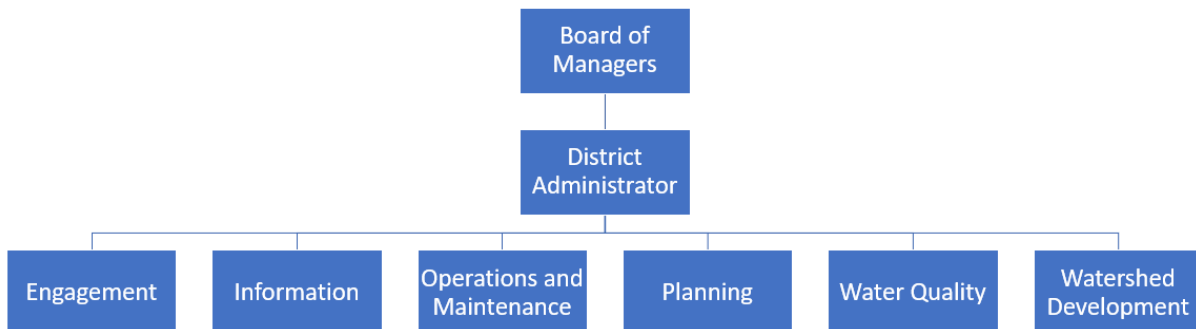 Board of
Managers
District
Administrator
Engagement
Information
Operations and
Maintenance
Planning
Water Quality
Watershed
Development